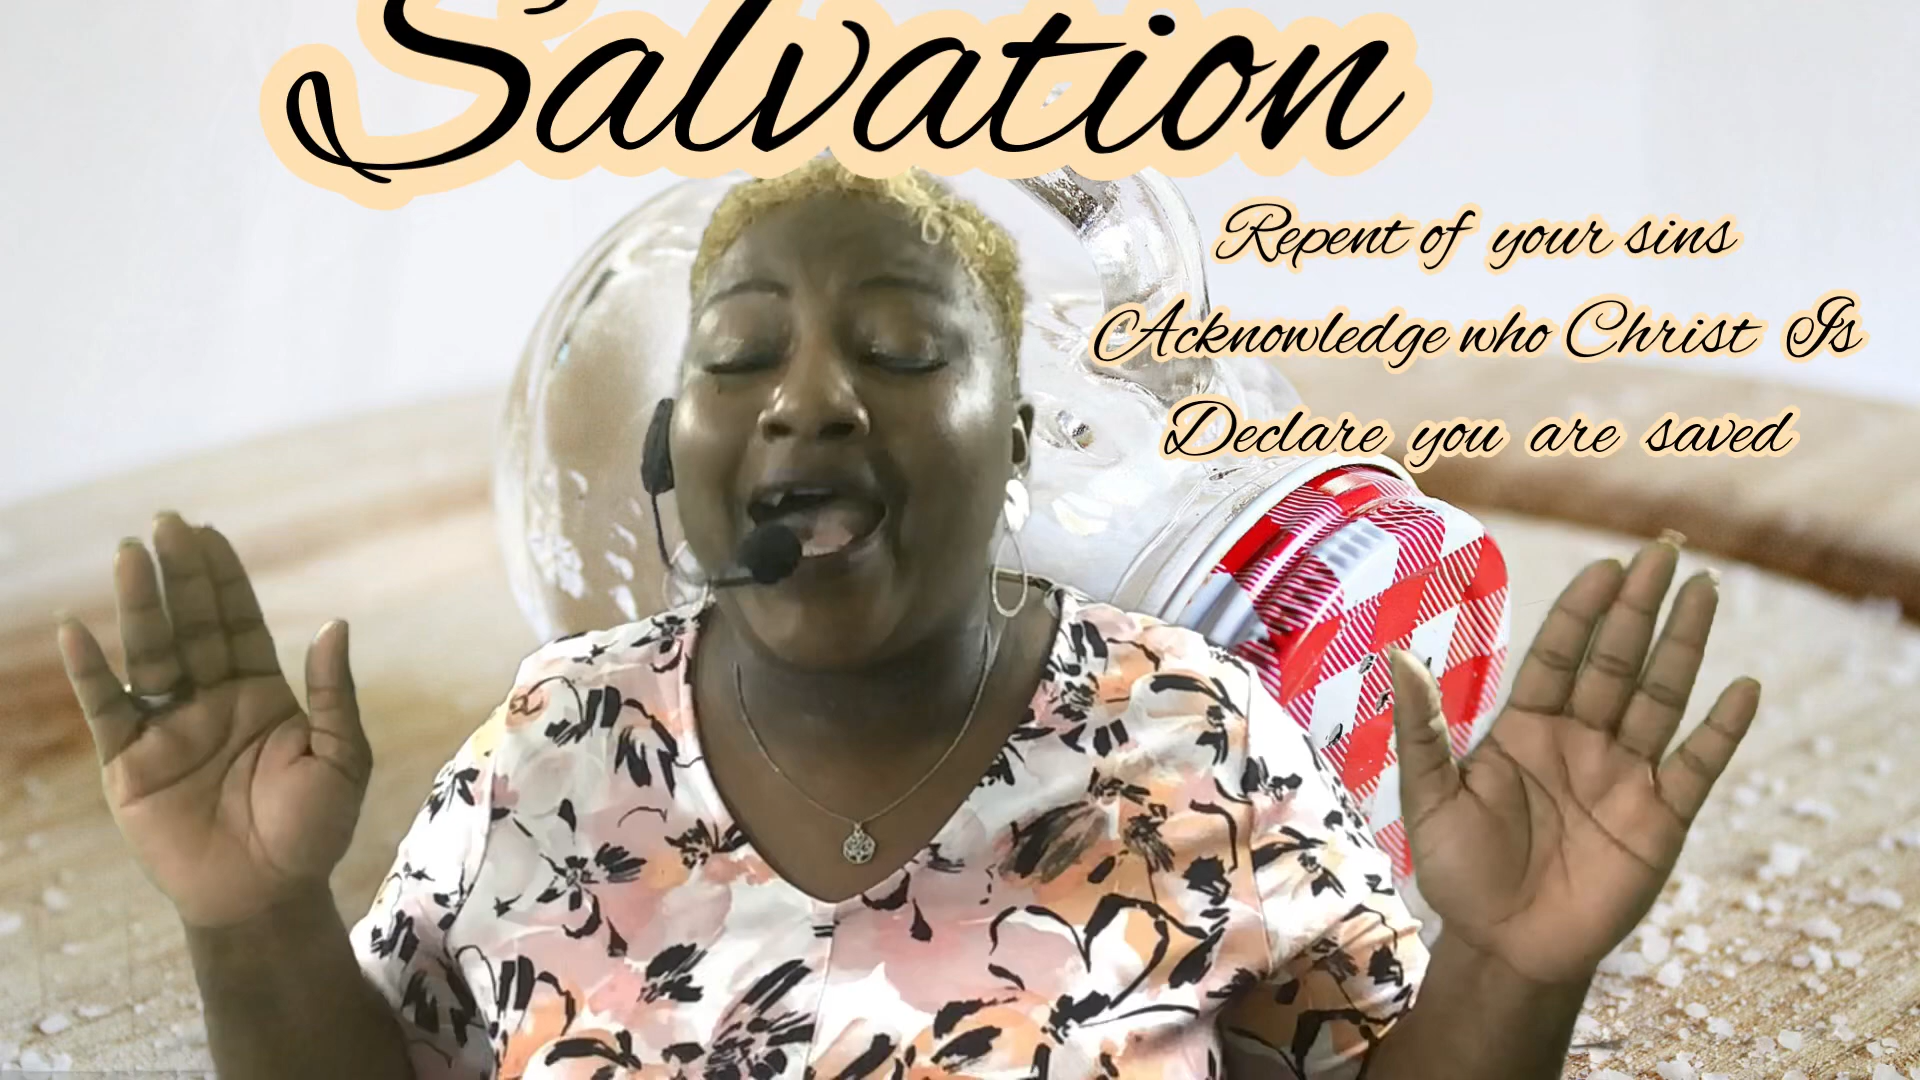 Salvation
Repent of your sins
Acknowledge who Christ Is
Declare you are saved